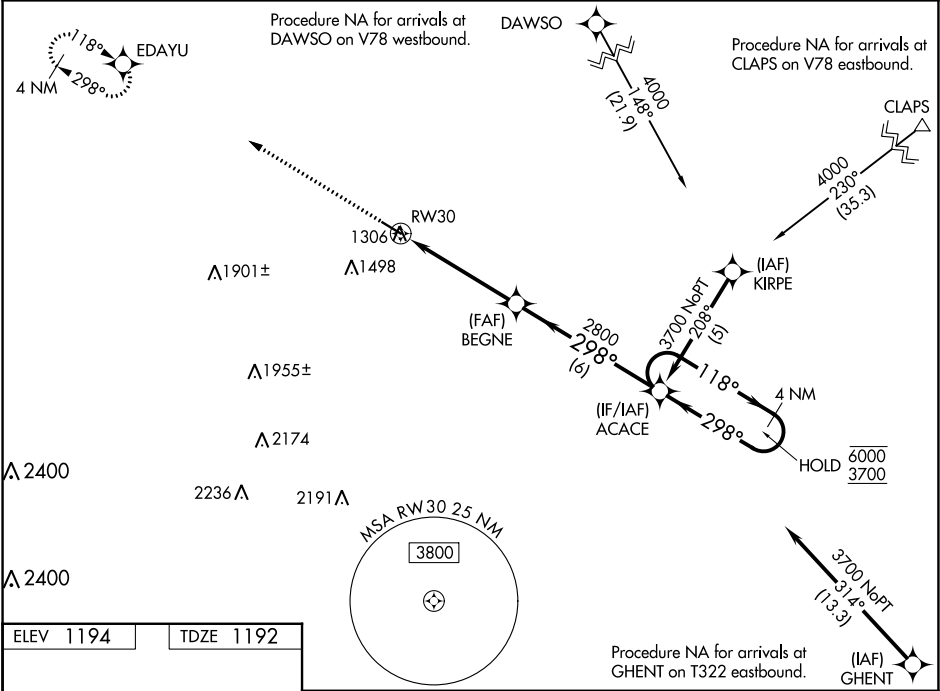 Procedure NA for arrivals at
DAWSO on V78 westbound.
DAWSO
Procedure NA for arrivals at
CLAPS on V78 eastbound.
118°
EDAYU
4 NM
298°
4000
148°
(21.9)
CLAPS
4000
230°
(35.3)
RW30
1306
1901±
1498
(IAF)
KIRPE
3700 NoPT
208°
(5)
(FAF)
BEGNE
2800
298°
(6)
1955±
118°
4 NM
(IF/IAF)
ACACE
298°
HOLD
6000
3700
2174
2400
2236
2191
MSA RW30 25 NM
3800
2400
3700 NoPT
314°
(13.3)
ELEV 1194
TDZE 1192
Procedure NA for arrivals at
GHENT on T322 eastbound.
(IAF)
GHENT